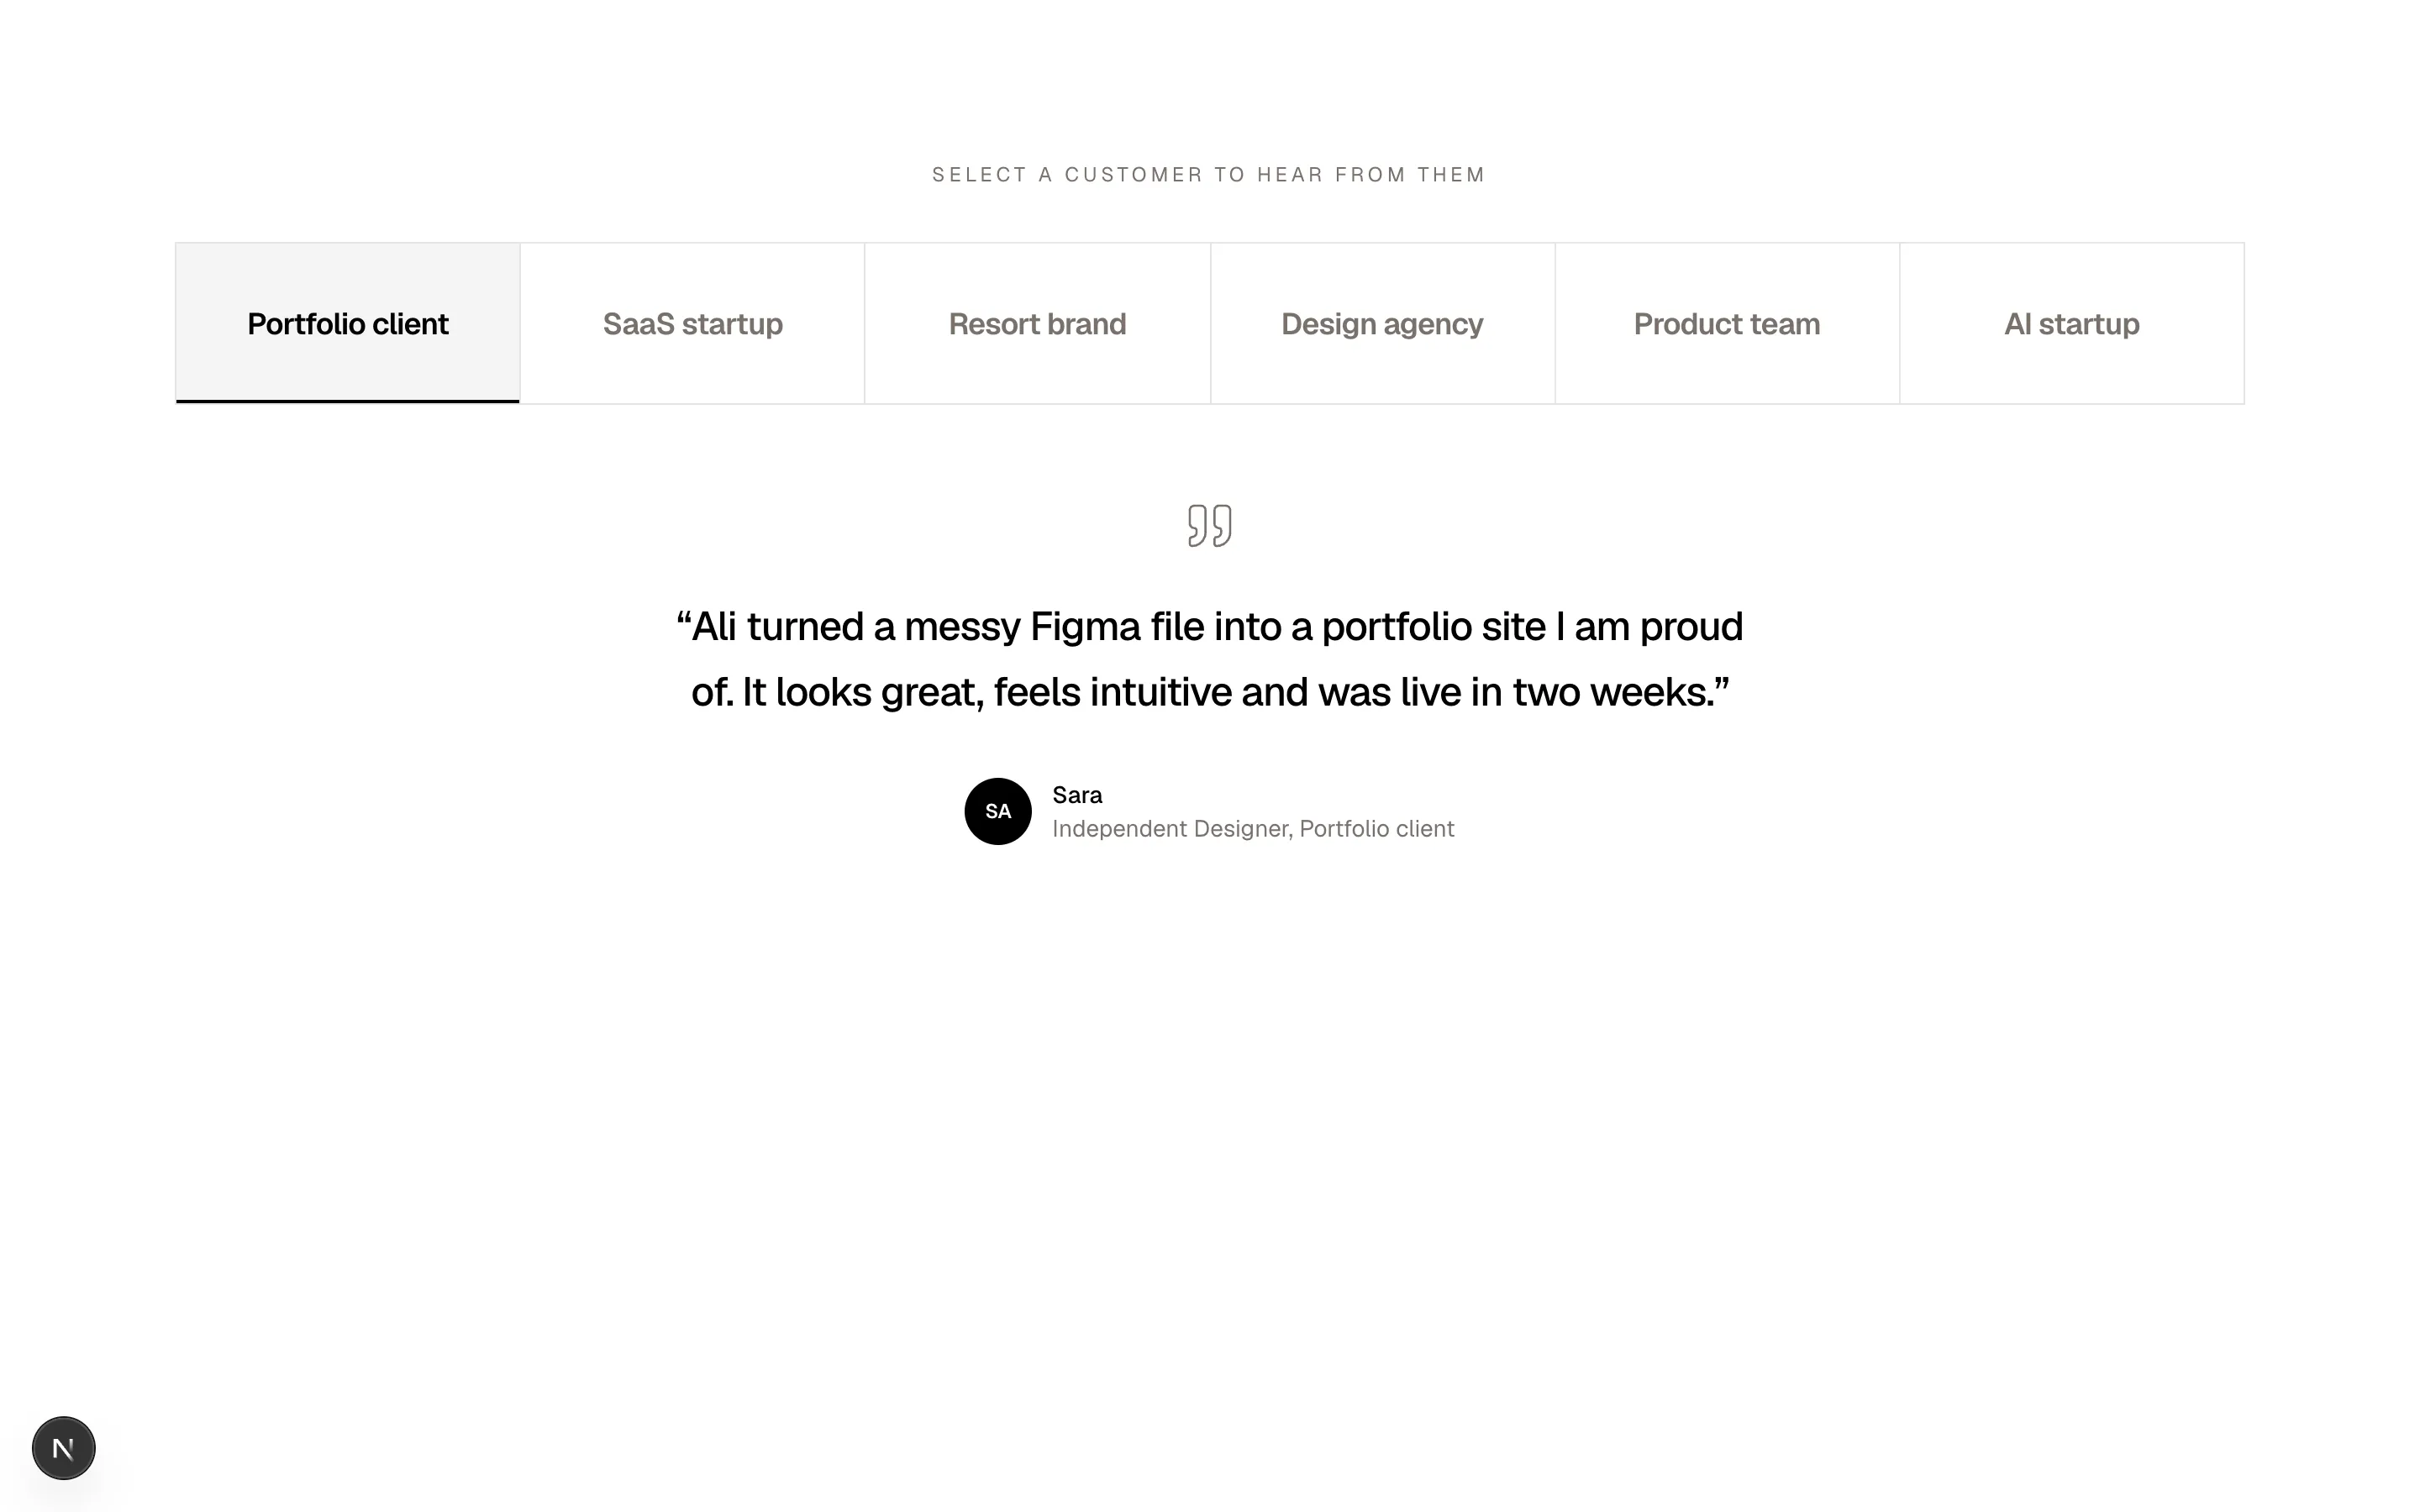 SELECT A CUSTOMER TO HEAR FROM THEM
Portfolio client
SaaS startup
Resort brand
Design agency
Product team
AI startup
“Ali turned a messy Figma file into a portfolio site I am proud
of. It looks great, feels intuitive and was live in two weeks.”
SA
Sara
Independent Designer, Portfolio client
N